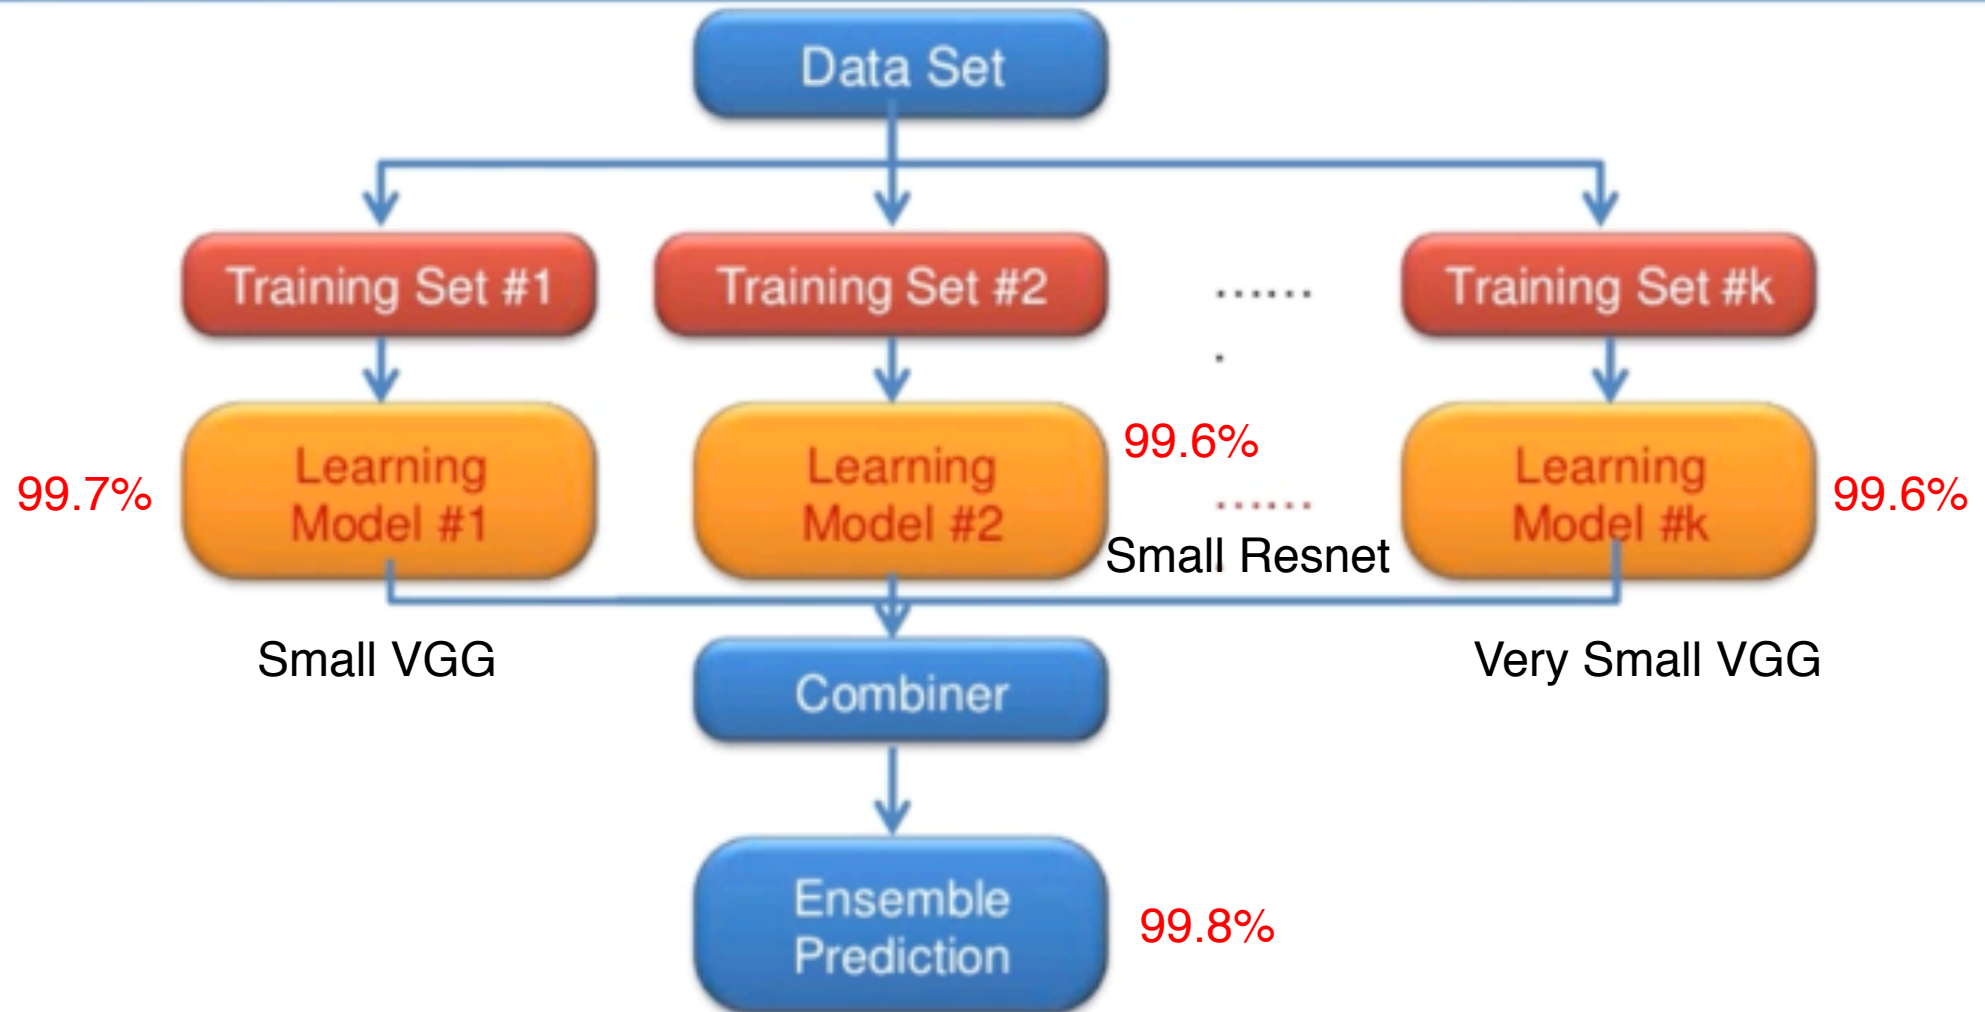 Data Set
Training Set #1
Training Set #2
.......
Training Set #k
99.7%
Learning
Model #1
Learning
Model #2
99.6%
.......
Small Resnet
Learning
Model #k
99.6%
Small VGG
Very Small VGG
Combiner
Ensemble
Prediction
99.8%